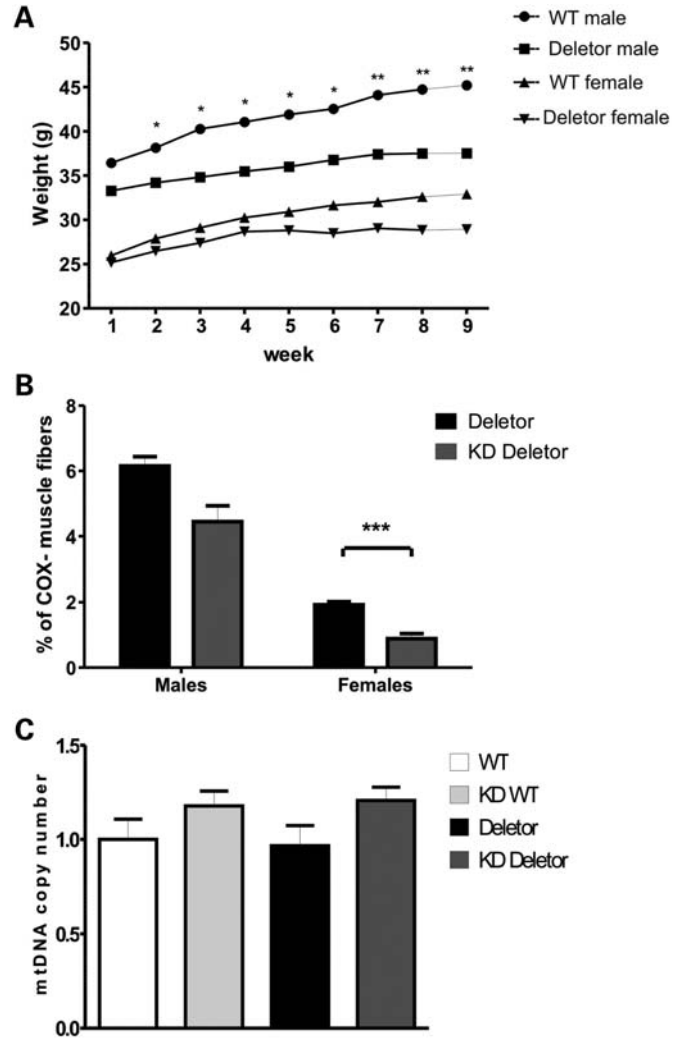 A
WT male
Deletor male
WT female
Deletor female
50
45
40
35
30
25
20
Weight (g)
* * * * * ** ** **
1 2 3 4 5 6 7 8 9
week
B
8
6
4
2
0
% of COX- muscle fibers
Deletor
KD Deletor
***
Males Females
C
1.5
1.0
0.5
0.0
mtDNA copy number
WT
KD WT
Deletor
KD Deletor